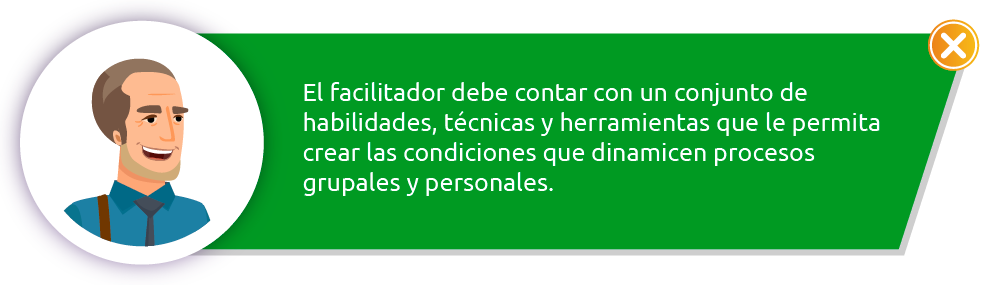 El facilitador debe contar con un conjunto de
habilidades, técnicas y herramientas que le permita
crear las condiciones que dinamicen procesos
grupales y personales.